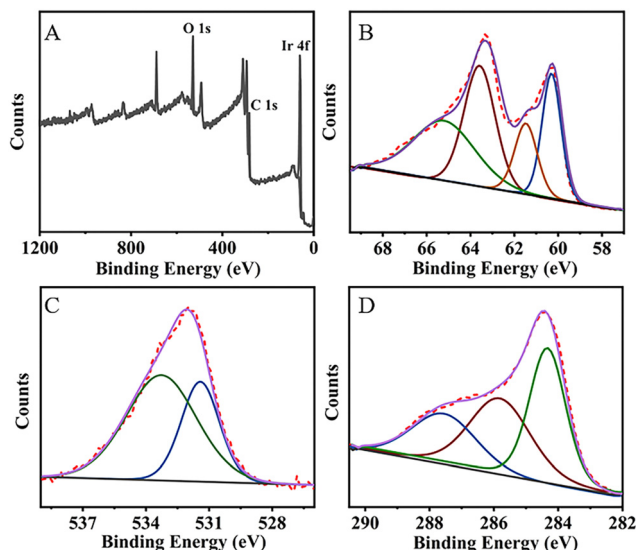 A
O 1s
Ir 4f
C 1s
Counts
1200 800 400 0
Binding Energy (eV)
B
Counts
68 66 64 62 60 58
Binding Energy (eV)
C
Counts
537 534 531 528
Binding Energy (eV)
D
Counts
290 288 286 284 282
Binding Energy (eV)